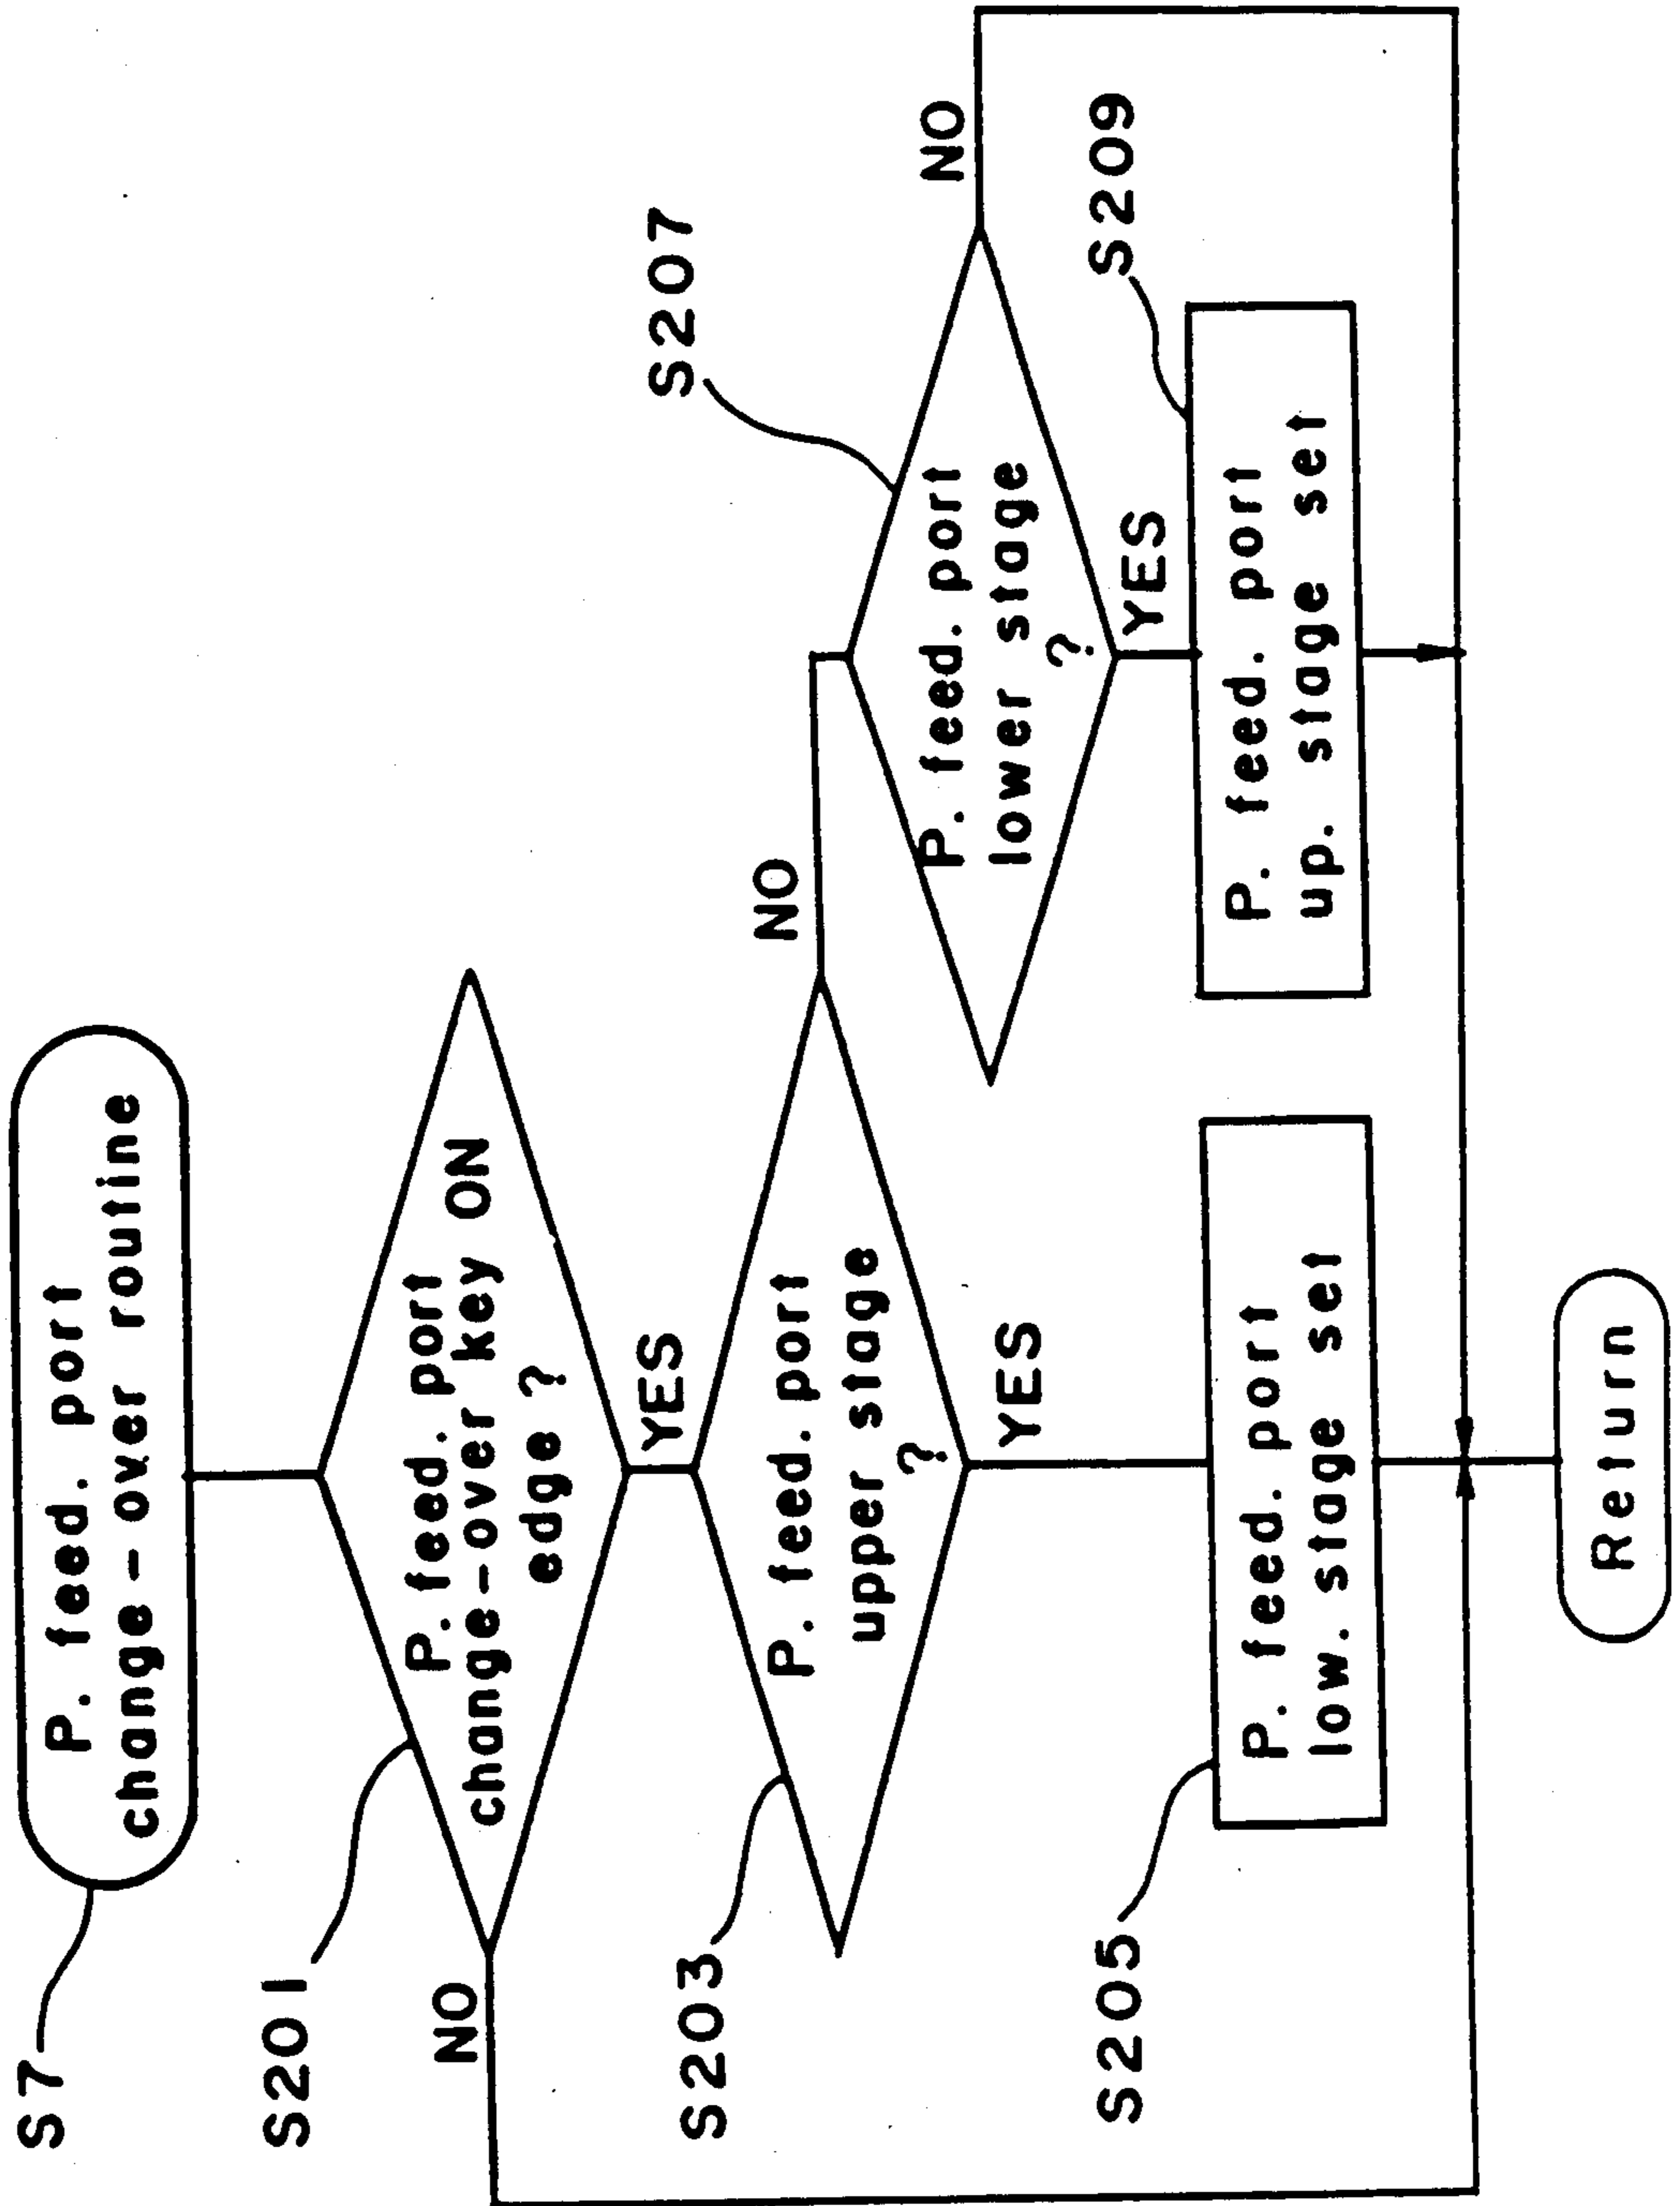 S7
P. feed. port
change-over routine
S201
P. feed. port
change-over key ON
edge ?
NO
YES
S203
P. feed. port
upper stage
?
NO
YES
S207
P. feed. port
lower stage
?
NO
YES
S205
P. feed. port
low. stage set
S209
P. feed. port
up. stage set
Return